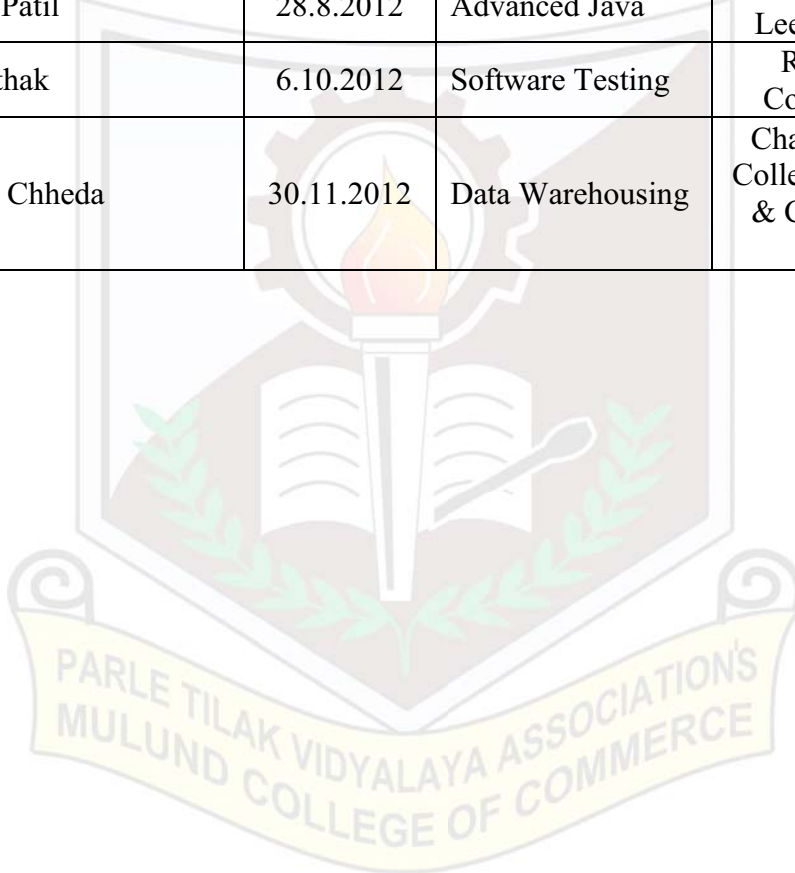 Patil 28.8.2012 Advanced Java
thak 6.10.2012 Software Testing
Chheda 30.11.2012 Data Warehousing
& 
PARLE TILAK VIDYALAYA ASSOCIATION'S
MULUND COLLEGE OF COMMERCE